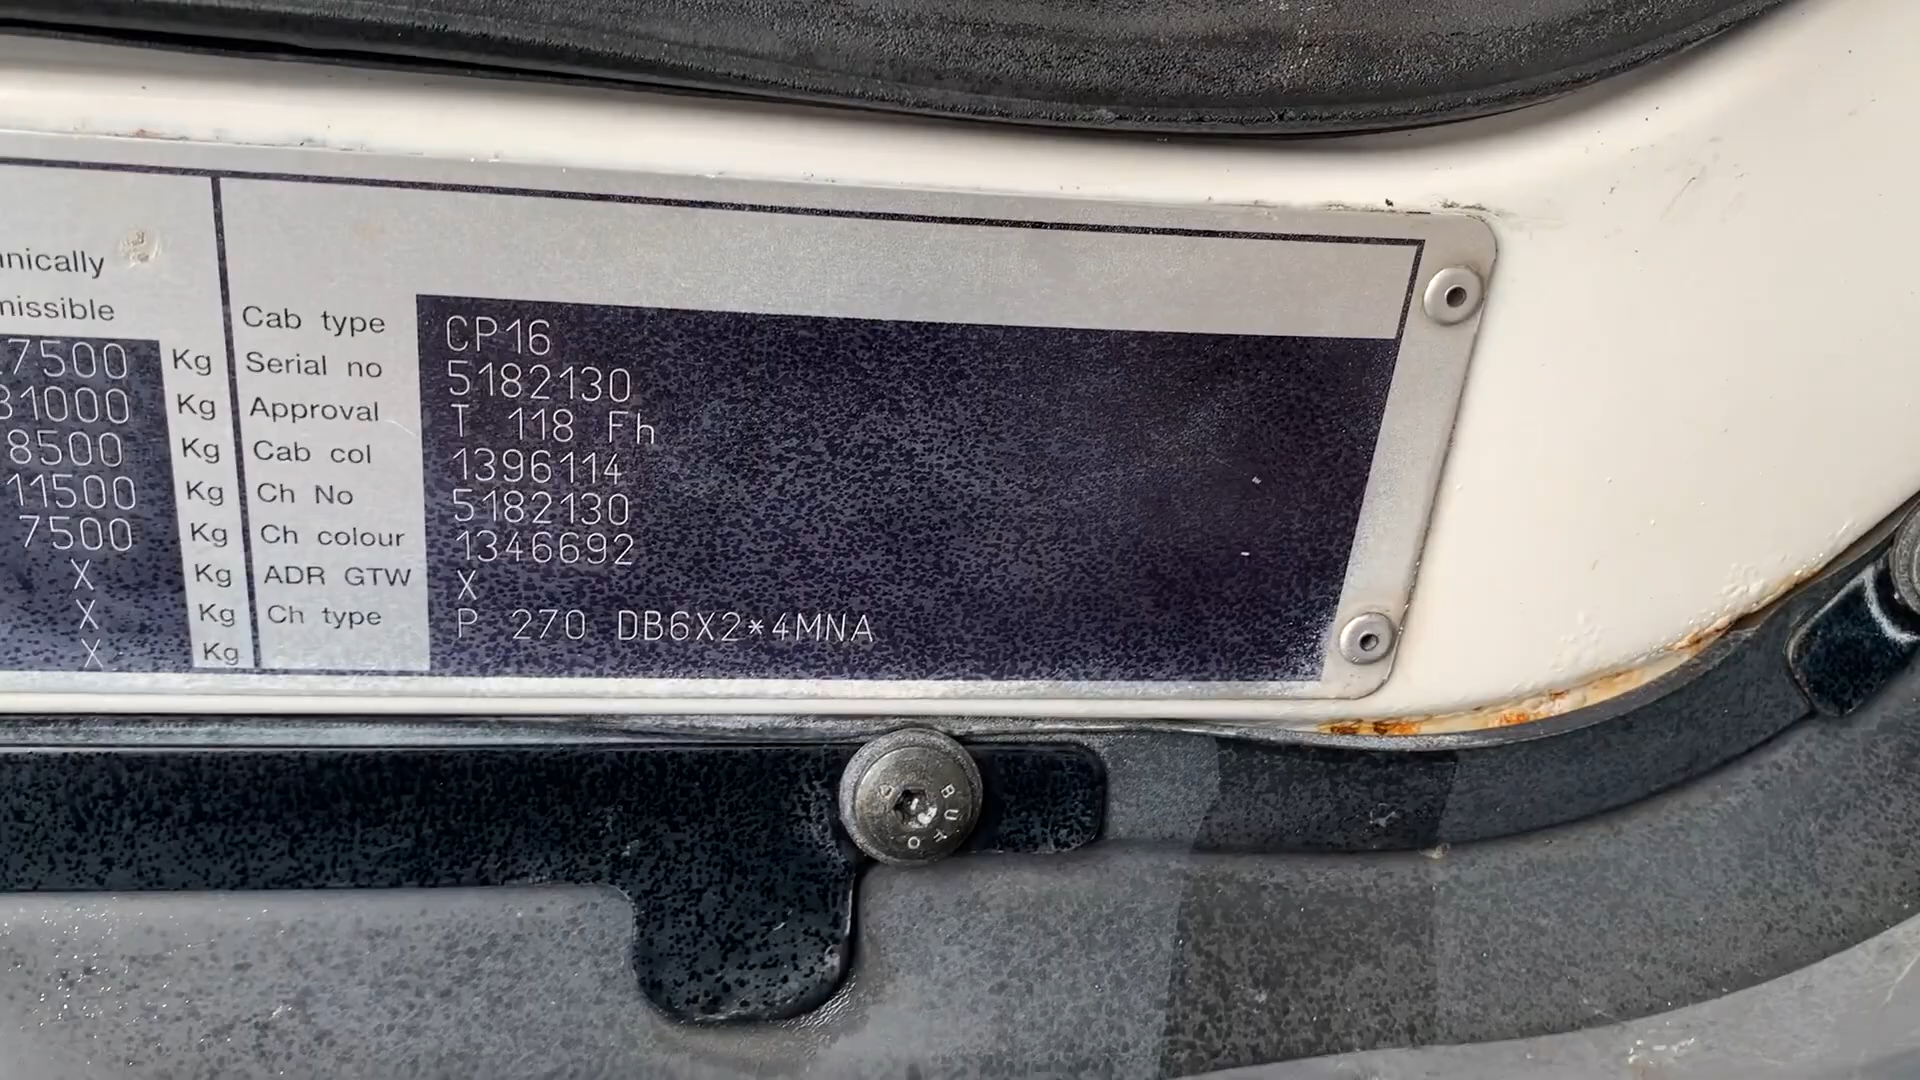 nically
missible
7500 Kg
31000 Kg
8500 Kg
11500 Kg
7500 Kg
X Kg
X Kg
X Kg
Cab type CP16
Serial no 5182130
Approval T 118 Fh
Cab col 1396114
Ch No 5182130
Ch colour 1346692
ADR GTW X
Ch type P 270 DB6X2*4MNA
BUFO